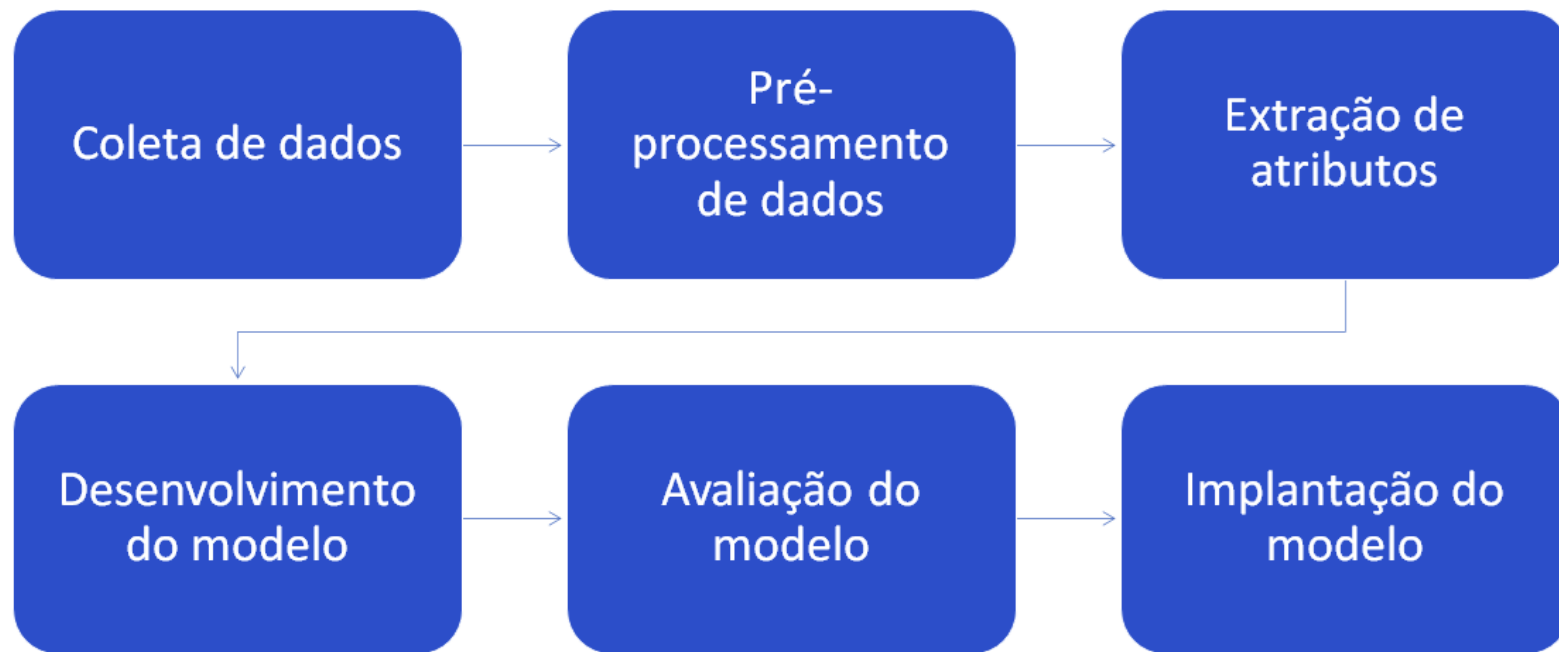 Coleta de dados
Pré-
processamento
de dados
Extração de
atributos
Desenvolvimento
do modelo
Avaliação do
modelo
Implantação do
modelo